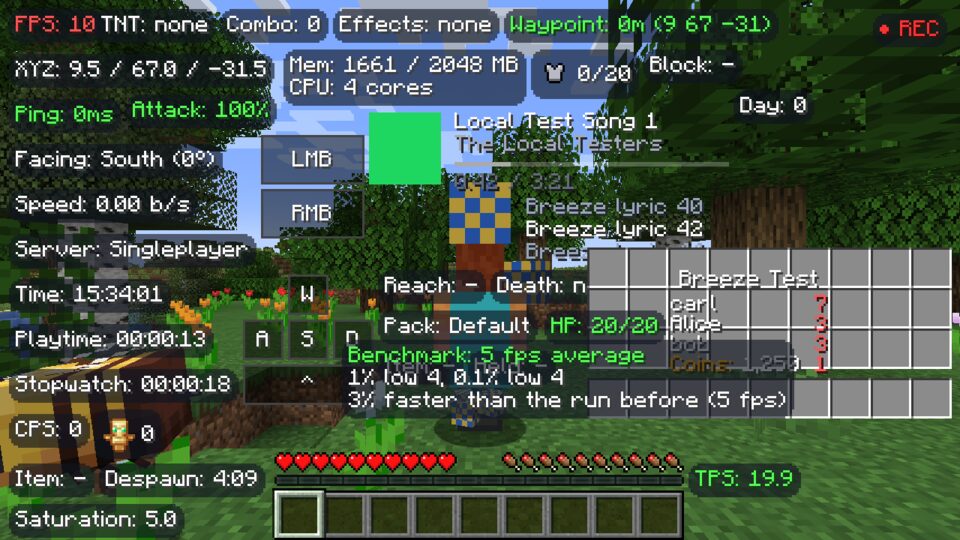 FPS: 10
TNT: none
Combo: 0
Effects: none
Waypoint: 0m (9 67 -31)
REC
XYZ: 9.5 / 67.0 / -31.5
Mem: 1661 / 2048 MB
CPU: 4 cores
0/20
Block: -
Ping: 0ms
Attack: 100%
Day: 0
Local Test Song 1
The Local Testers
0:42 / 3:21
Facing: South (0°)
LMB
Speed: 0.00 b/s
RMB
Breeze lyric 40
Breeze lyric 42
Server: Singleplayer
Breeze Test
Time: 15:34:01
W
Reach: -
Death: n
carl 7
Alice 3
bob 3
Coins: 1,250 1
Playtime: 00:00:13
A
S
D
Pack: Default
HP: 20/20
Benchmark: 5 fps average
1% low 4, 0.1% low 4
3% faster than the run before (5 fps)
Stopwatch: 00:00:18
^
CPS: 0
0
Item: -
Despawn: 4:09
TPS: 19.9
Saturation: 5.0